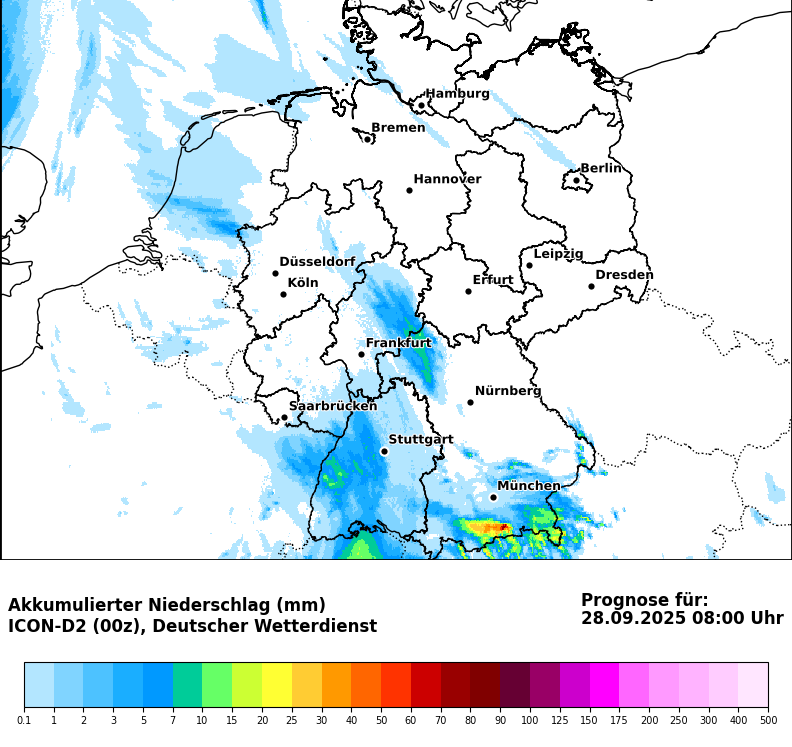 Hamburg
Bremen
Berlin
Hannover
Leipzig
Düsseldorf
Dresden
Köln
Erfurt
Frankfurt
Nürnberg
Saarbrücken
Stuttgart
München
Akkumulierter Niederschlag (mm)
ICON-D2 (00z), Deutscher Wetterdienst
Prognose für:
28.09.2025 08:00 Uhr
0.1 1 2 3 5 7 10 15 20 25 30 40 50 60 70 80 90 100 125 150 175 200 250 300 400 500